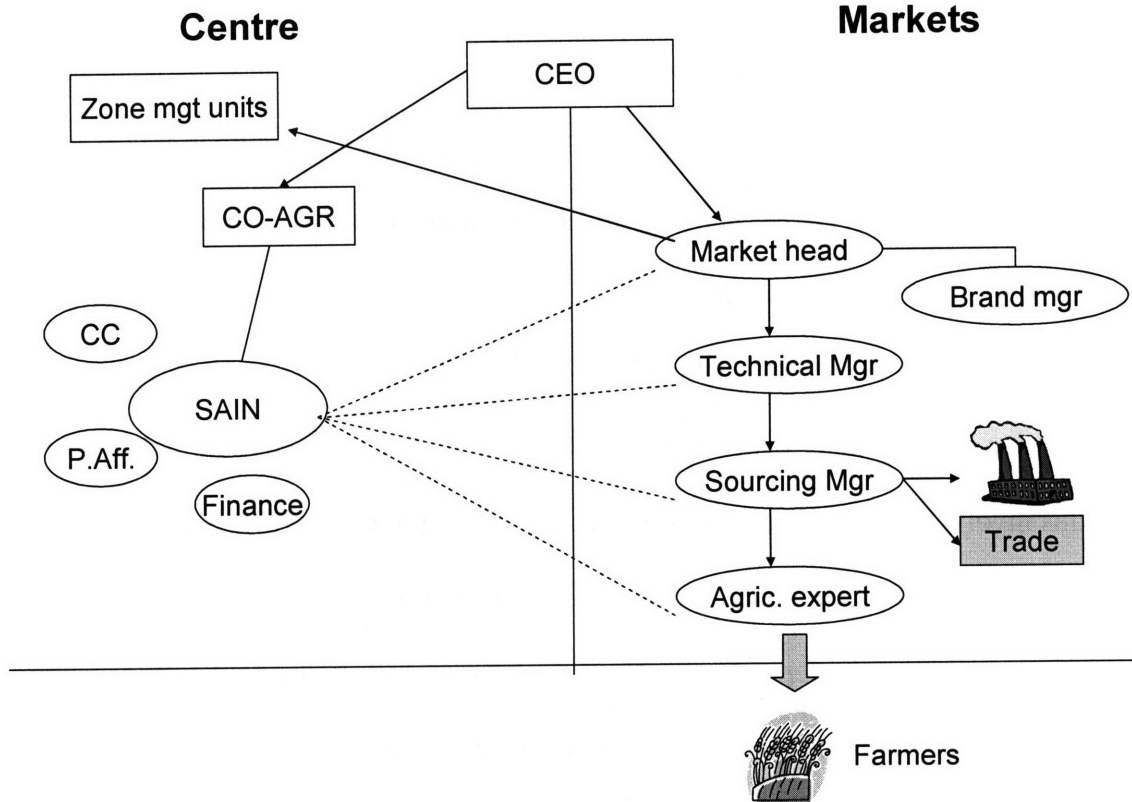 Centre
Markets
CEO
Zone mgt units
CO-AGR
Market head
Brand mgr
CC
Technical Mgr
SAIN
P.Aff.
Sourcing Mgr
Finance
Trade
Agric. expert
Farmers